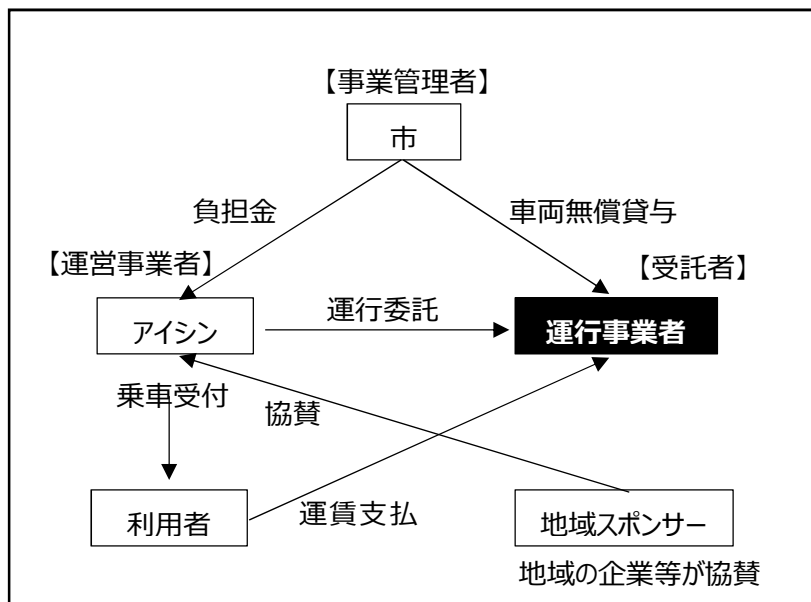 【事業管理者】
市
負担金
車両無償貸与
【運営事業者】
【受託者】
アイシン
運行委託
運行事業者
乗車受付
協賛
利用者
運賃支払
地域スポンサー
地域の企業等が協賛